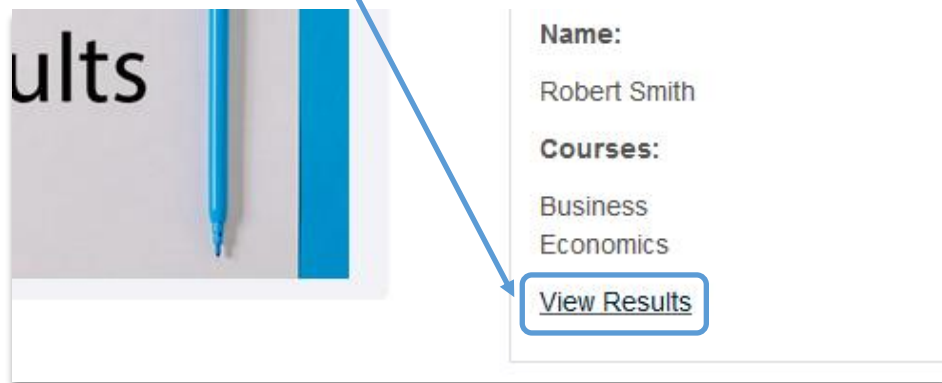 ults
Name:
Robert Smith
Courses:
Business
Economics
View Results